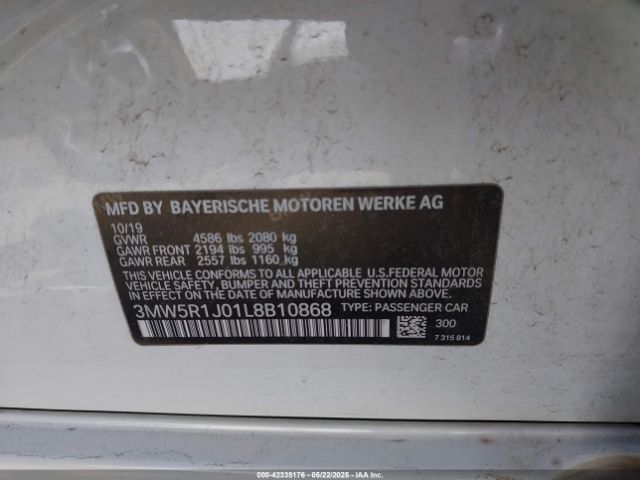 MFD BY BAYERISCHE MOTOREN WERKE AG
10/19
GVWR 4586 lbs 2080 kg
GAWR FRONT 2194 lbs 995 kg
GAWR REAR 2557 lbs 1160 kg
THIS VEHICLE CONFORMS TO ALL APPLICABLE U.S.FEDERAL MOTOR
VEHICLE SAFETY, BUMPER AND THEFT PREVENTION
STANDARDS IN EFFECT ON THE DATE OF MANUFACTURE SHOWN ABOVE.
3MW5R1J01L8B10868 TYPE: PASSENGER CAR
300
7 315 814
000-42335176 - 05/22/2025 - IAA, Inc.